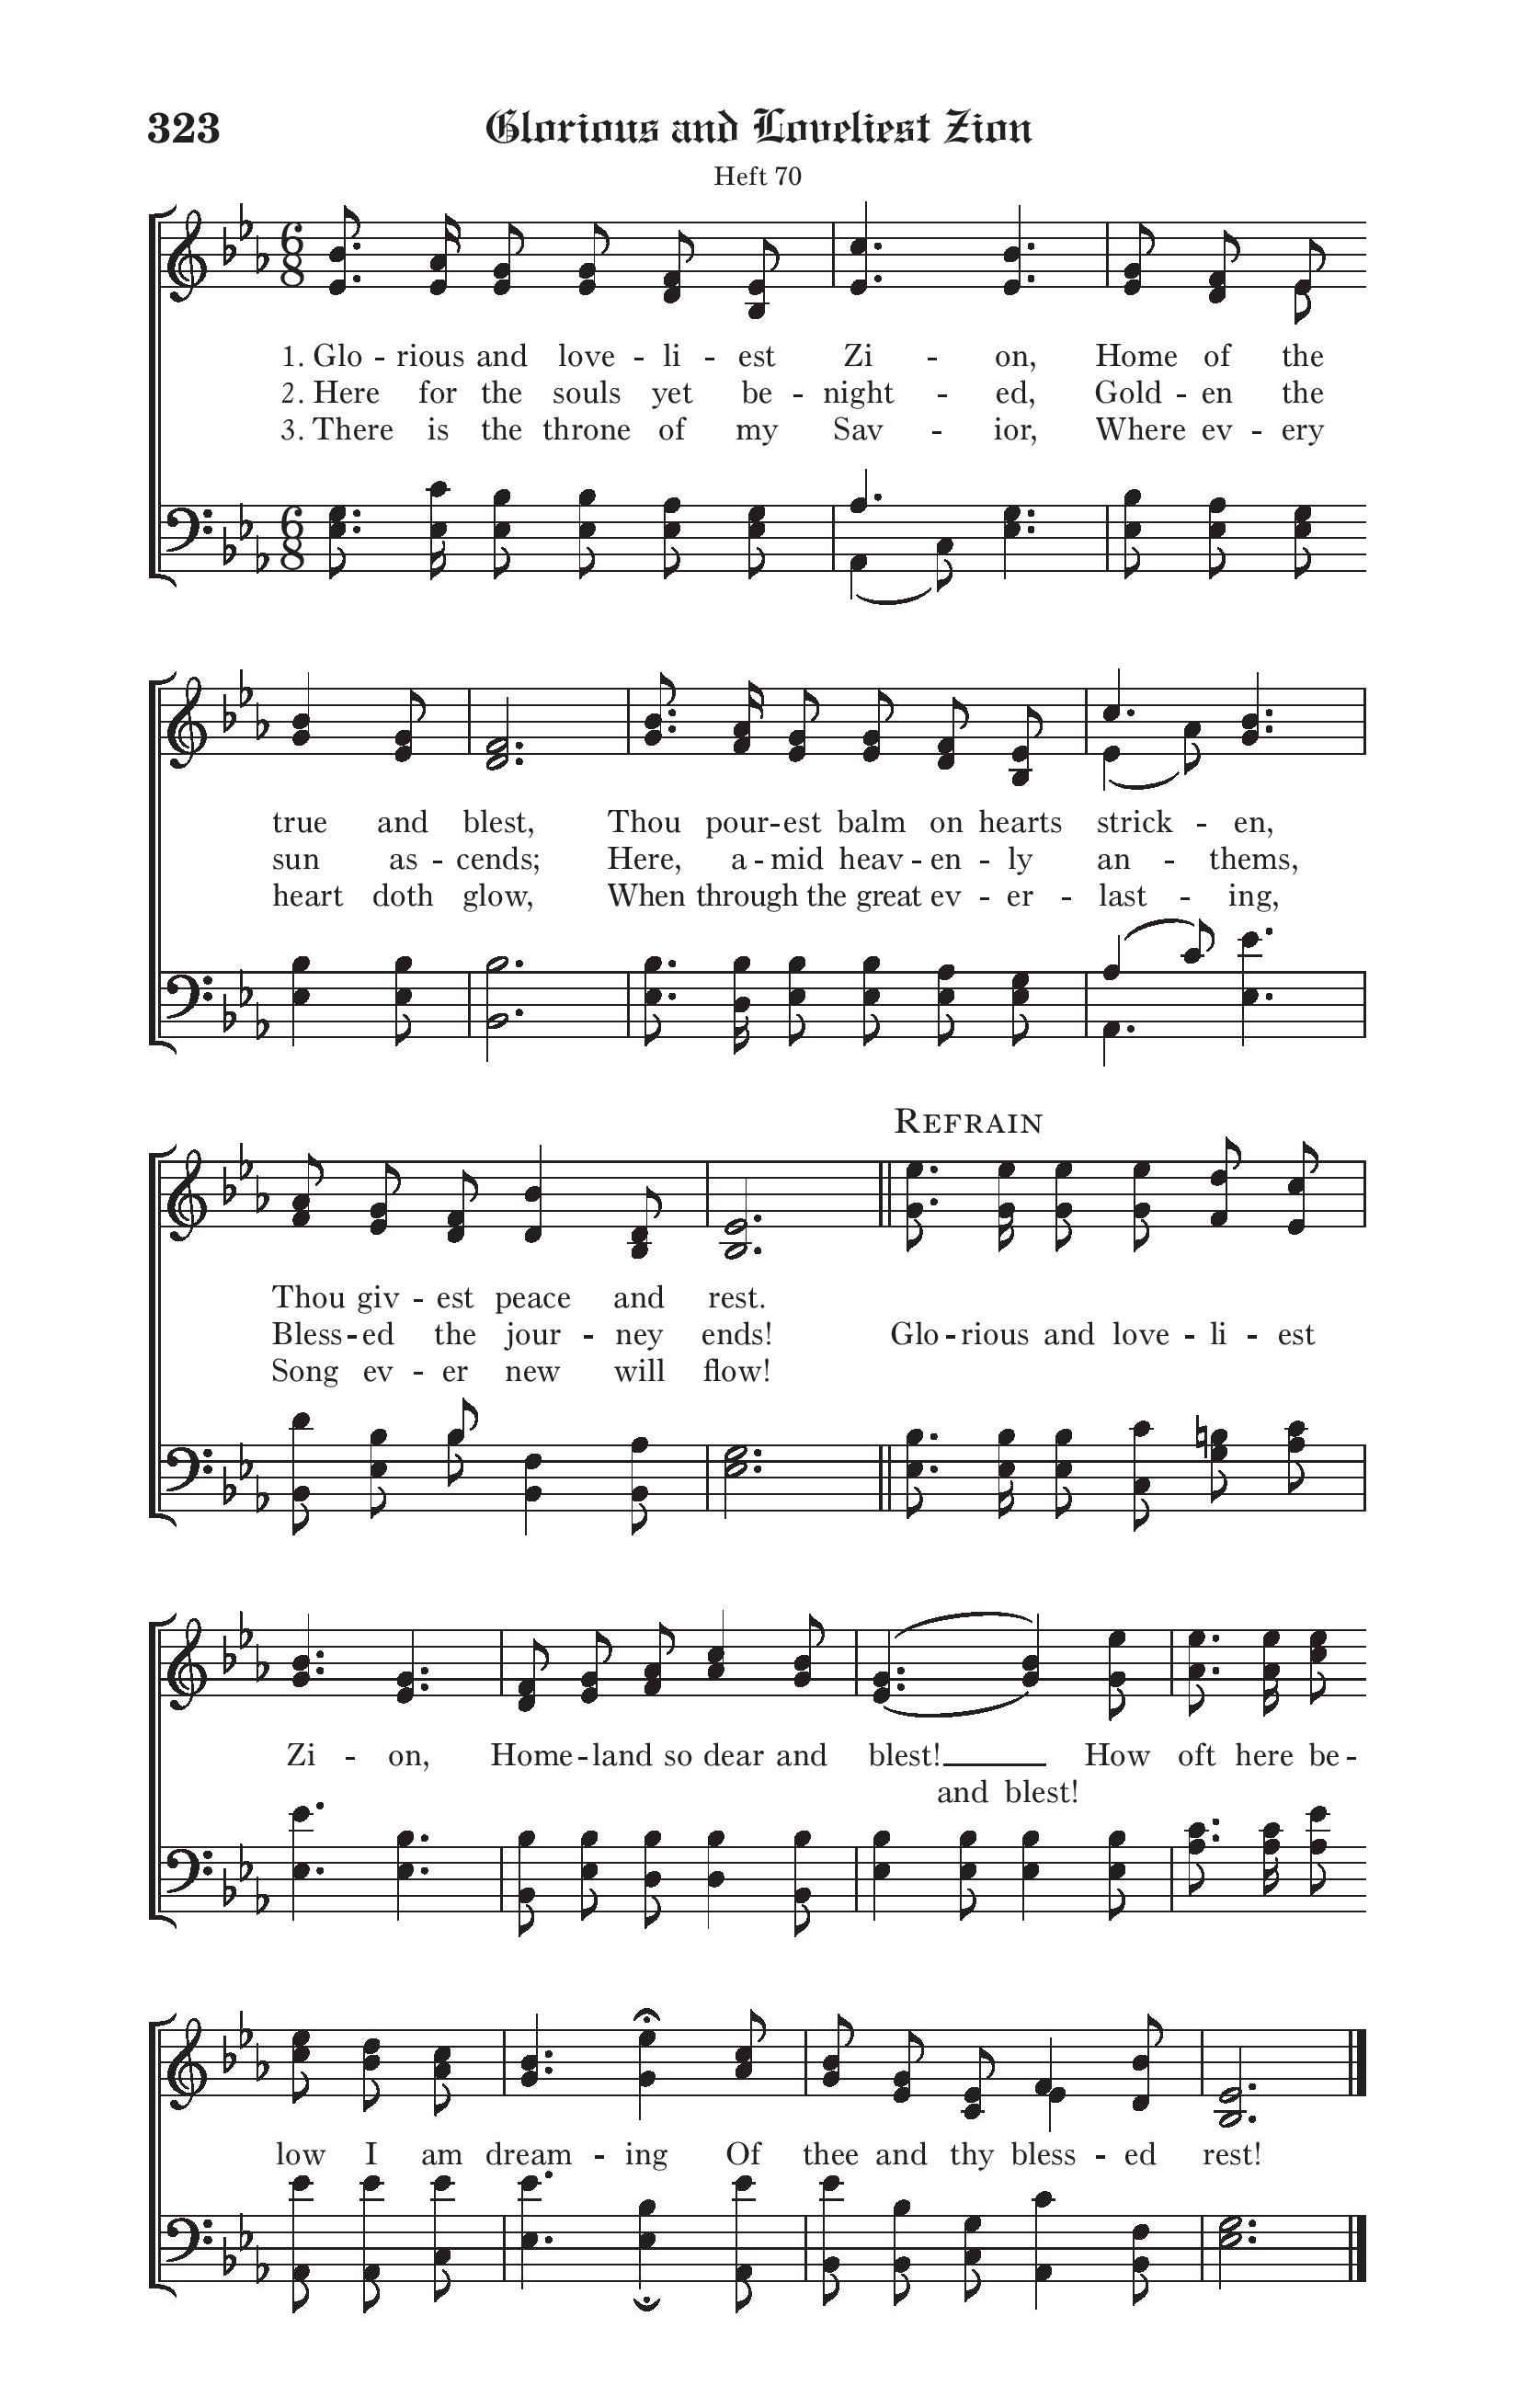 323 Glorious and Loveliest Zion
Heft 70
1. Glo - rious and love - li - est Zi - on, Home of the
2. Here for the souls yet be - night - ed, Gold - en the
3. There is the throne of my Sav - ior, Where ev - ery
true and blest, Thou pour - est balm on hearts strick - en,
sun as - cends; Here, a - mid heav - en - ly an - thems,
heart doth glow, When through the great ev - er - last - ing,
REFRAIN
Thou giv - est peace and rest.
Bless - ed the jour - ney ends! Glo - rious and love - li - est
Song ev - er new will flow!
Zi - on, Home - land so dear and blest! How oft here be -
and blest!
low I am dream - ing Of thee and thy bless - ed rest!